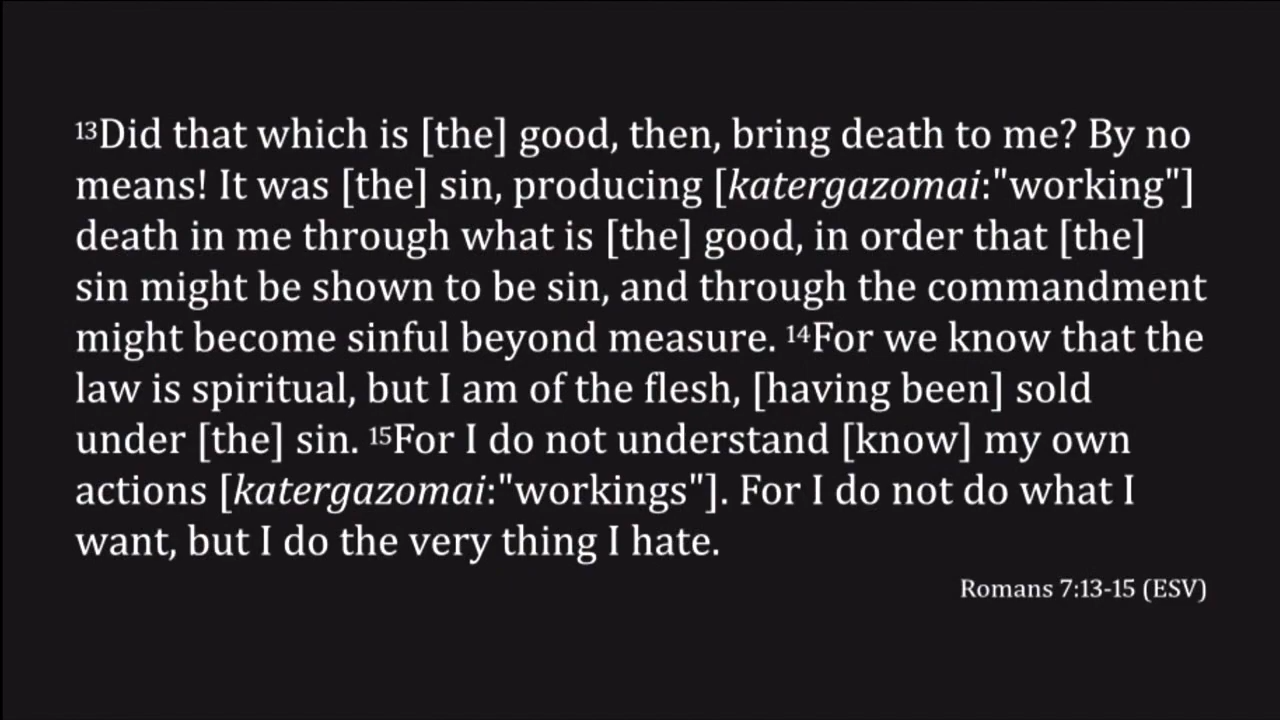 13Did that which is [the] good, then, bring death to me? By no
means! It was [the] sin, producing [katergazomai:"working"]
death in me through what is [the] good, in order that [the]
sin might be shown to be sin, and through the commandment
might become sinful beyond measure. 14For we know that the
law is spiritual, but I am of the flesh, [having been] sold
under [the] sin. 15For I do not understand [know] my own
actions [katergazomai:"workings"]. For I do not do what I
want, but I do the very thing I hate.
Romans 7:13-15 (ESV)